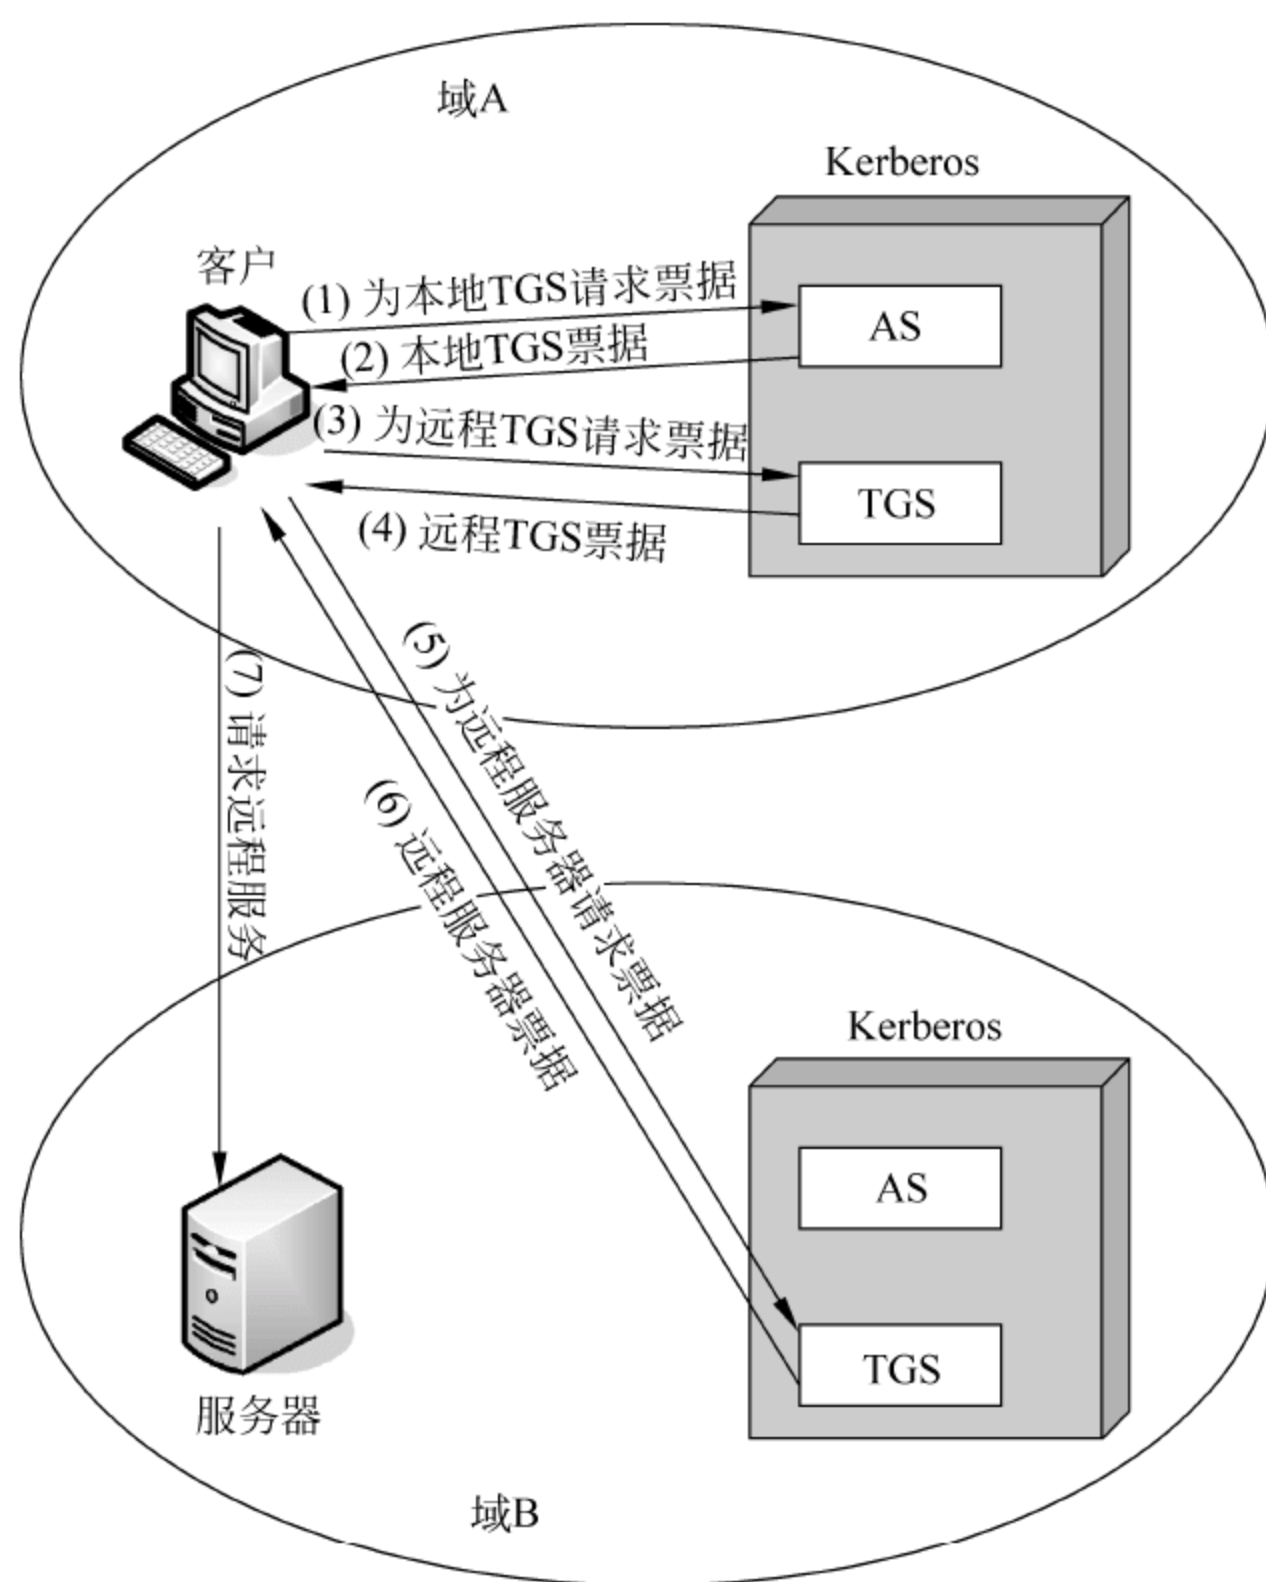 域A
Kerberos
客户
(1) 为本地TGS请求票据
AS
(2) 本地TGS票据
(3) 为远程TGS请求票据
TGS
(4) 远程TGS票据
(5) 为远程服务器请求票据
(6) 远程服务器票据
(7) 请求远程服务
Kerberos
AS
TGS
服务器
域B